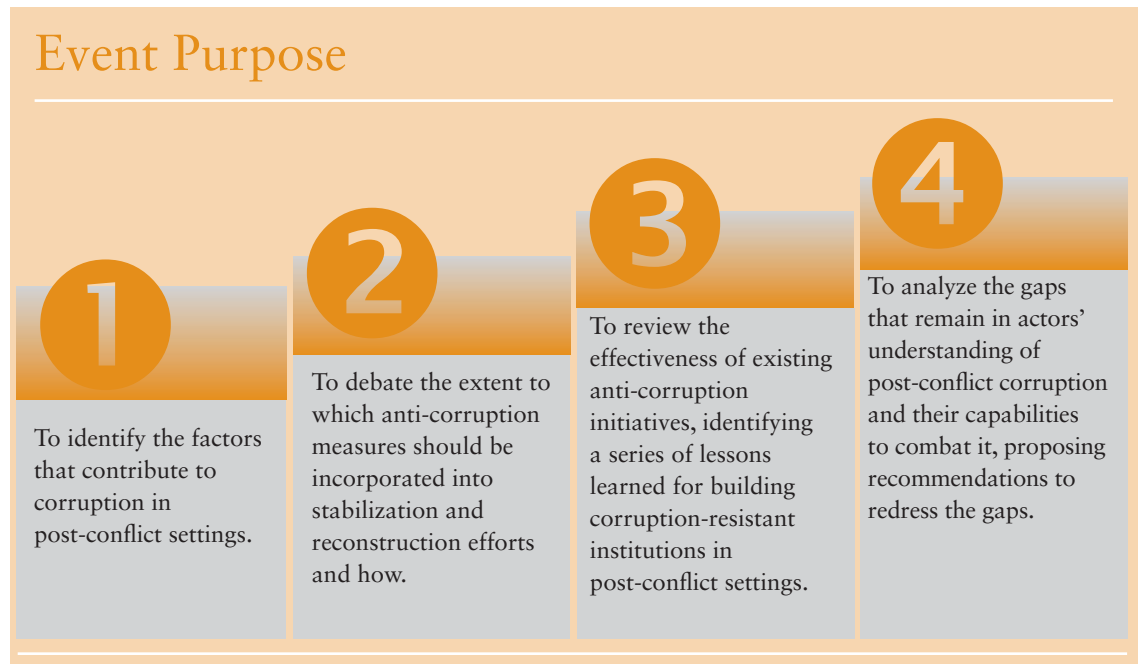 Event Purpose
1
To identify the factors
that contribute to
corruption in
post-conflict settings.
2
To debate the extent to
which anti-corruption
measures should be
incorporated into
stabilization and
reconstruction efforts
and how.
3
To review the
effectiveness of existing
anti-corruption
initiatives, identifying
a series of lessons
learned for building
corruption-resistant
institutions in
post-conflict settings.
4
To analyze the gaps
that remain in actors’
understanding of
post-conflict corruption
and their capabilities
to combat it, proposing
recommendations to
redress the gaps.